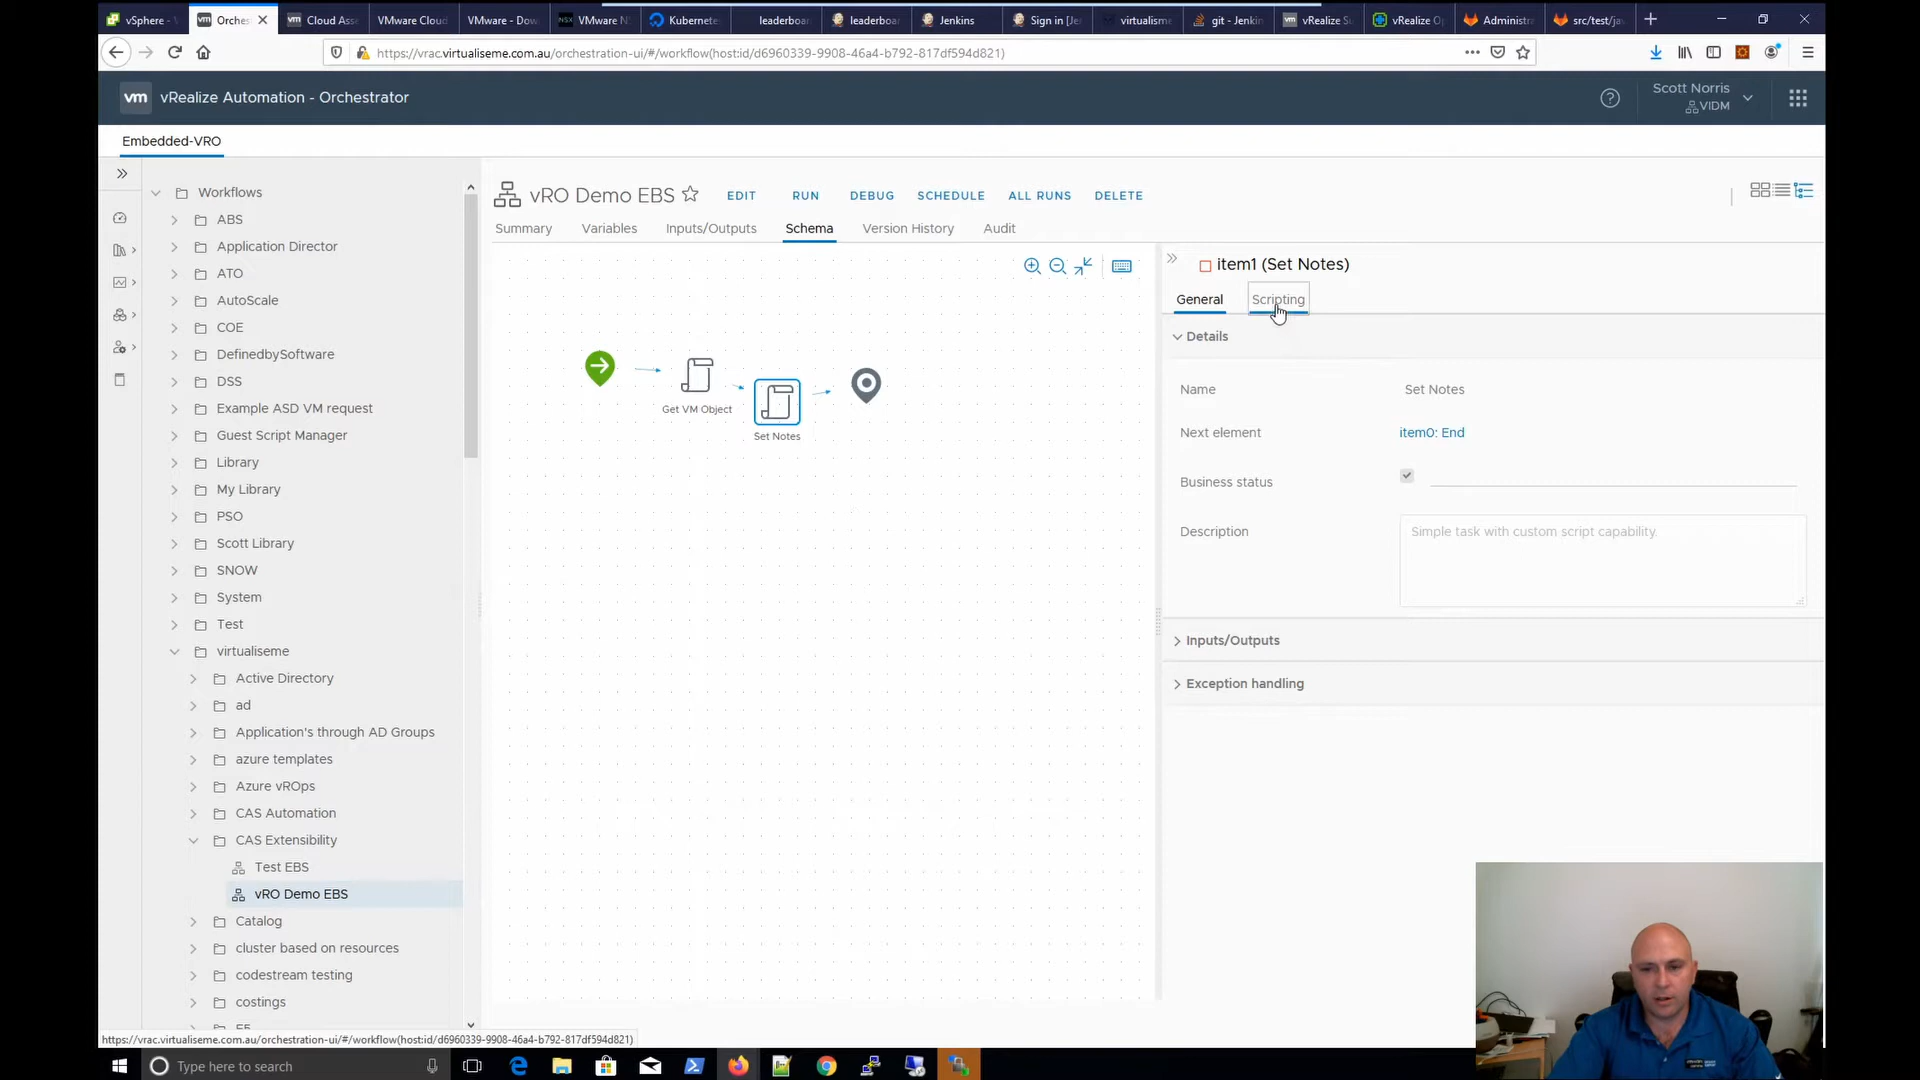 vSphere -
Orches
Cloud Asse
VMware Cloud
VMware - Dow
VMware N
Kubernete
leaderboar
leaderboa
Jenkins
Sign in [Je
virtualisme
git - Jenkin
vRealize Su
vRealize Op
Administra
src/test/ja
https://vrac.virtualiseme.com.au/orchestration-ui/#/workflow(host:id/d6960339-9908-46a4-b792-817df594d821)
vm vRealize Automation - Orchestrator
Scott Norris
VIDM
Embedded-VRO
Workflows
ABS
Application Director
ATO
AutoScale
COE
DefinedbySoftware
DSS
Example ASD VM request
Guest Script Manager
Library
My Library
PSO
Scott Library
SNOW
System
Test
virtualiseme
Active Directory
ad
Application's through AD Groups
azure templates
Azure vROps
CAS Automation
CAS Extensibility
Test EBS
vRO Demo EBS
Catalog
cluster based on resources
codestream testing
costings
vRO Demo EBS EDIT RUN DEBUG SCHEDULE ALL RUNS DELETE
Summary Variables Inputs/Outputs Schema Version History Audit
Get VM Object
Set Notes
item1 (Set Notes)
General Scripting
Details
Name Set Notes
Next element item0: End
Business status
Description Simple task with custom script capability.
Inputs/Outputs
Exception handling
https://vrac.virtualiseme.com.au/orchestration-ui/#/workflow(host:id/d6960339-9908-46a4-b792-817df594d821)
Type here to search